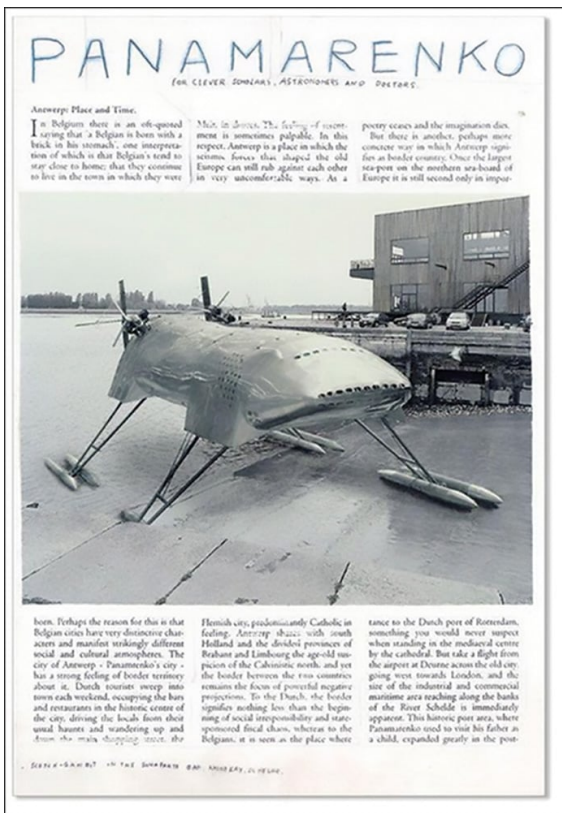 PANAMARENKO
FOR CLEVER SCHOLARS, ASTRONOMERS AND DOCTORS.
Antwerp: Place and Time.
In Belgium there is an oft-quoted
saying that 'a Belgian is born with a
brick in his stomach', one interpreta-
tion of which is that Belgian's tend to
stay close to home; that they continue
to live in the town in which they were
The feeling of resent-
ment is sometimes palpable. In this
respect, Antwerp is a place in which the
seismic forces that shaped the old
Europe can still rub against each other
in very uncomfortable ways. As a
poetry ceases and the imagination dies.
But there is another, perhaps more
concrete way in which Antwerp signi-
fies as border country. Once the largest
sea-port on the northern sea-board of
Europe it is still second only in impor-
born. Perhaps the reason for this is that
Belgian cities have very distinctive char-
acters and manifest strikingly different
social and cultural atmospheres. The
city of Antwerp - Panamarenko's city -
has a strong feeling of border territory
about it. Dutch tourists sweep into
town each weekend, occupying the bars
and restaurants in the historic centre of
the city, driving the locals from their
usual haunts and wandering up and
down the main shopping street, the
Flemish city, predominantly Catholic in
feeling, Antwerp shares with south
Holland and the divided provinces of
Brabant and Limbourg the age-old sus-
picion of the Calvinistic north, and yet
the border between the two countries
remains the focus of powerful negative
projections. To the Dutch, the border
signifies nothing less than the begin-
ning of social irresponsibility and state-
sponsored fiscal chaos, whereas to the
Belgians, it is seen as the place where
tance to the Dutch port of Rotterdam,
something you would never suspect
when standing in the mediaeval centre
by the cathedral. But take a flight from
the airport at Deurne across the old city,
going west towards London, and the
size of the industrial and commercial
maritime area reaching along the banks
of the River Schelde is immediately
apparent. This historic port area, where
Panamarenko used to visit his father as
a child, expanded greatly in the post-
IN THE